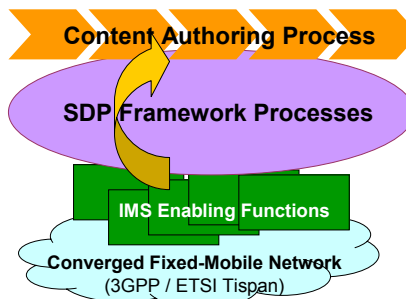 Content Authoring Process
SDP Framework Processes
IMS Enabling Functions
Converged Fixed-Mobile Network
(3GPP / ETSI Tispan)